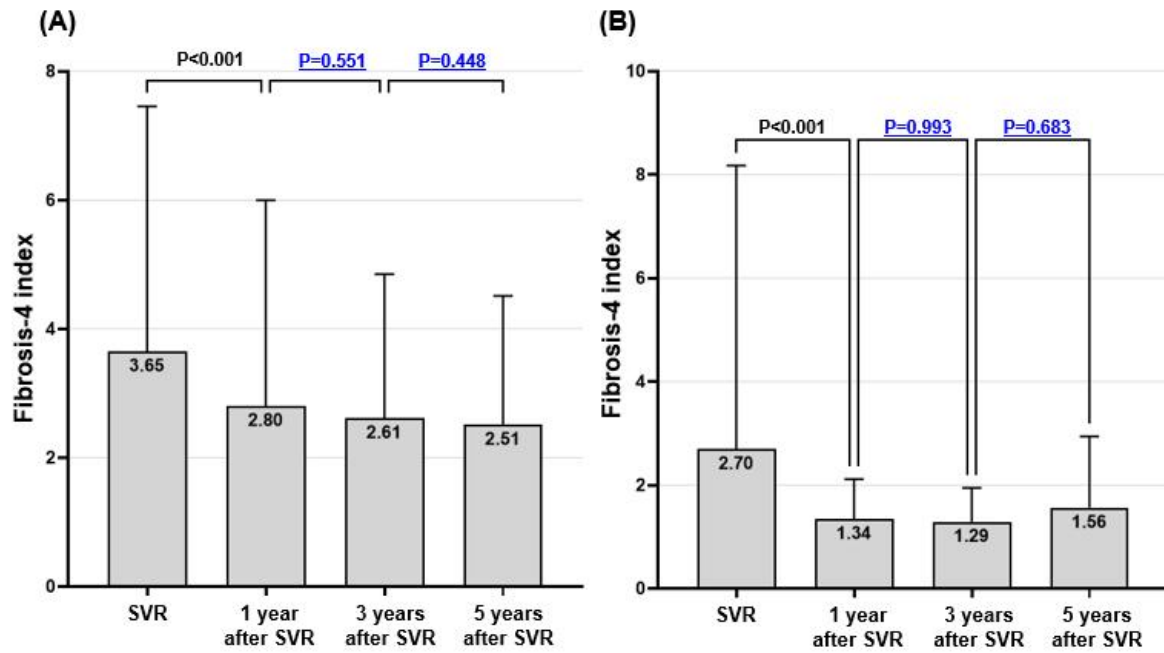 (A)
P<0.001
P=0.551
P=0.448
8
6
4
2
0
Fibrosis-4 index
3.65
2.80
2.61
2.51
SVR
1 year
after SVR
3 years
after SVR
5 years
after SVR
(B)
P<0.001
P=0.993
P=0.683
10
8
6
4
2
0
Fibrosis-4 index
2.70
1.34
1.29
1.56
SVR
1 year
after SVR
3 years
after SVR
5 years
after SVR